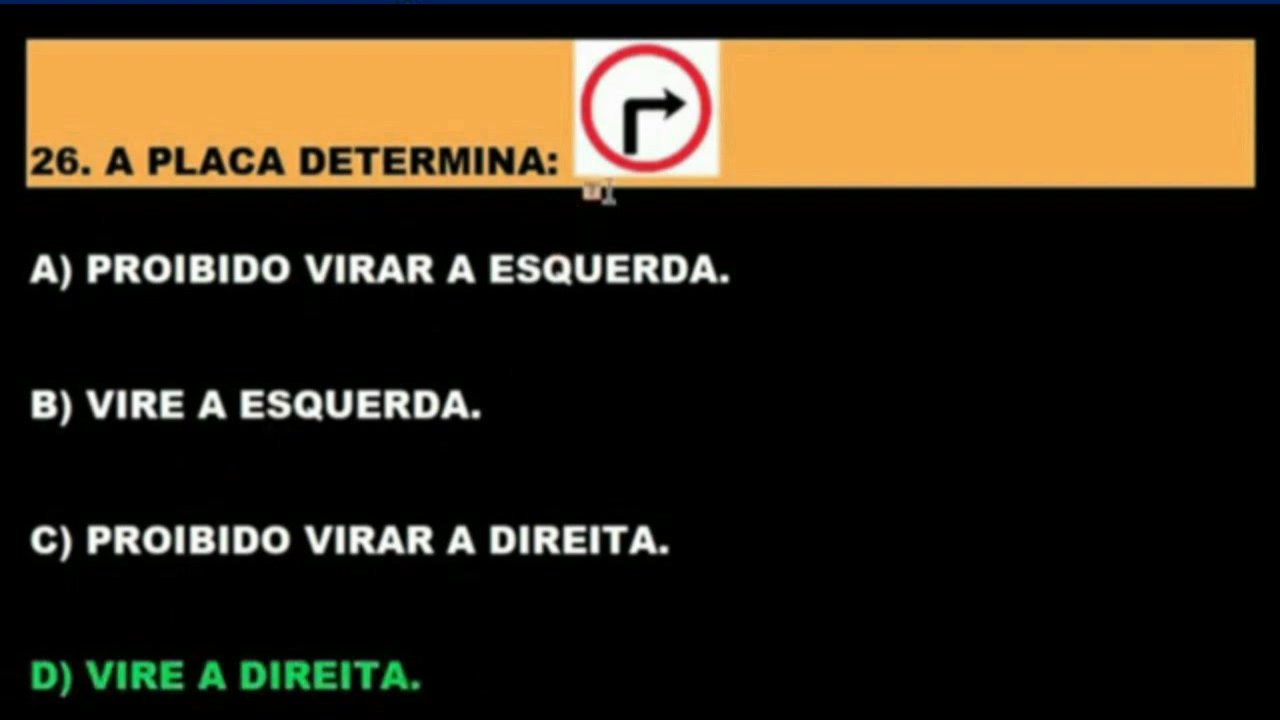 26. A PLACA DETERMINA:
A) PROIBIDO VIRAR A ESQUERDA.
B) VIRE A ESQUERDA.
C) PROIBIDO VIRAR A DIREITA.
D) VIRE A DIREITA.